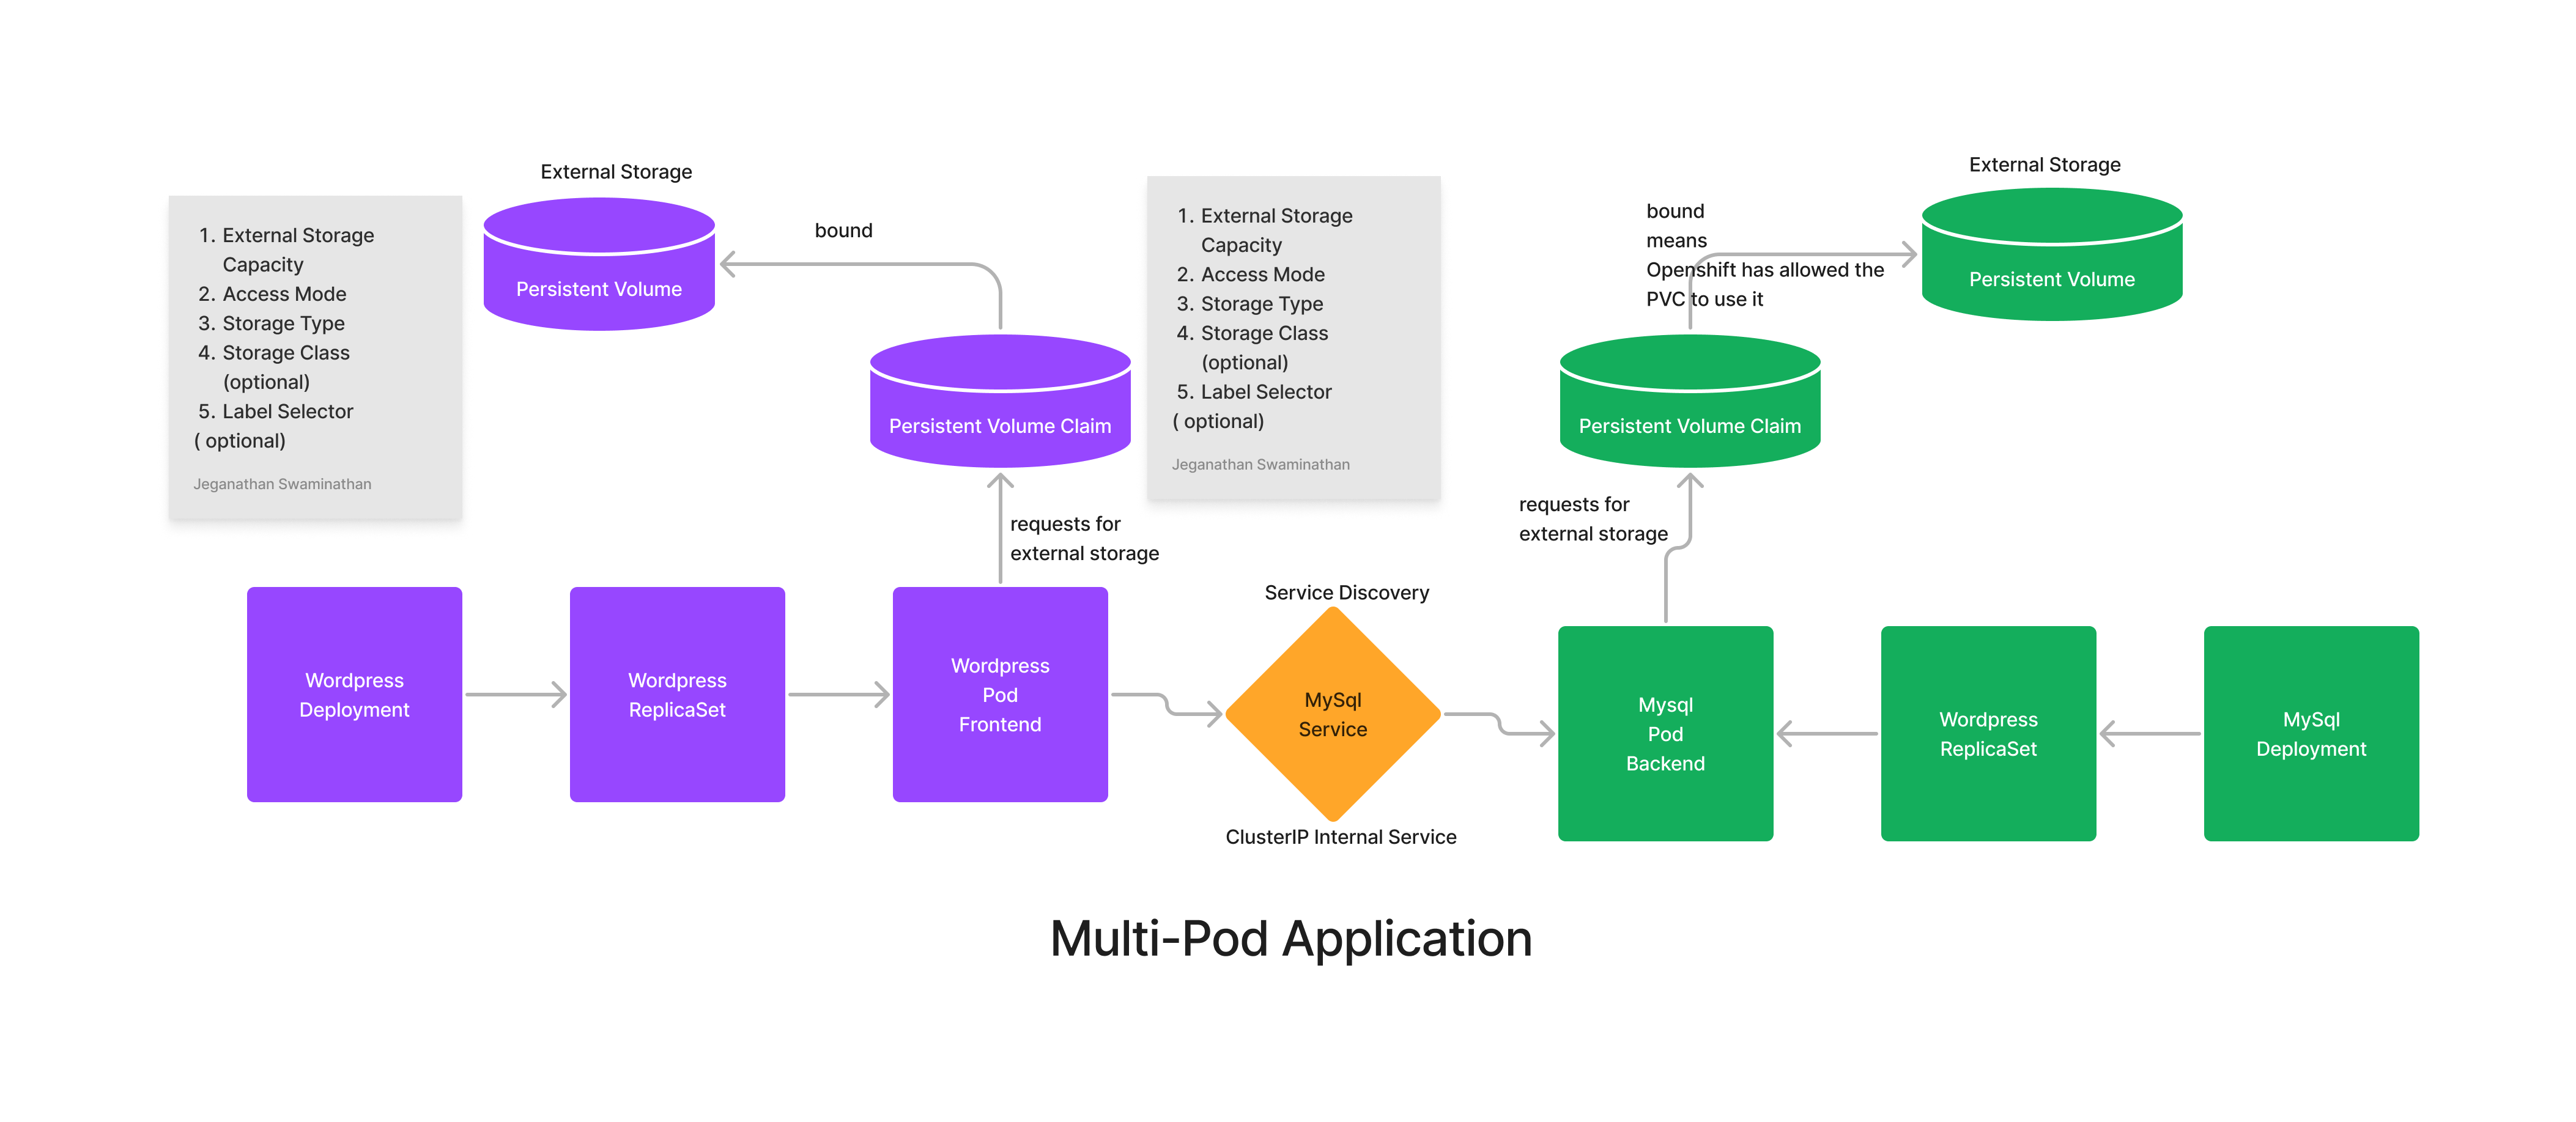 External Storage
1. External Storage
Capacity
2. Access Mode
3. Storage Type
4. Storage Class
(optional)
5. Label Selector
( optional)
Jeganathan Swaminathan
Persistent Volume
bound
Persistent Volume Claim
requests for
external storage
1. External Storage
Capacity
2. Access Mode
3. Storage Type
4. Storage Class
(optional)
5. Label Selector
( optional)
Jeganathan Swaminathan
External Storage
bound
means
Openshift has allowed the
PVC to use it
Persistent Volume
Persistent Volume Claim
requests for
external storage
Wordpress
Deployment
Wordpress
ReplicaSet
Wordpress
Pod
Frontend
Service Discovery
MySql
Service
ClusterIP Internal Service
Mysql
Pod
Backend
Wordpress
ReplicaSet
MySql
Deployment
Multi-Pod Application